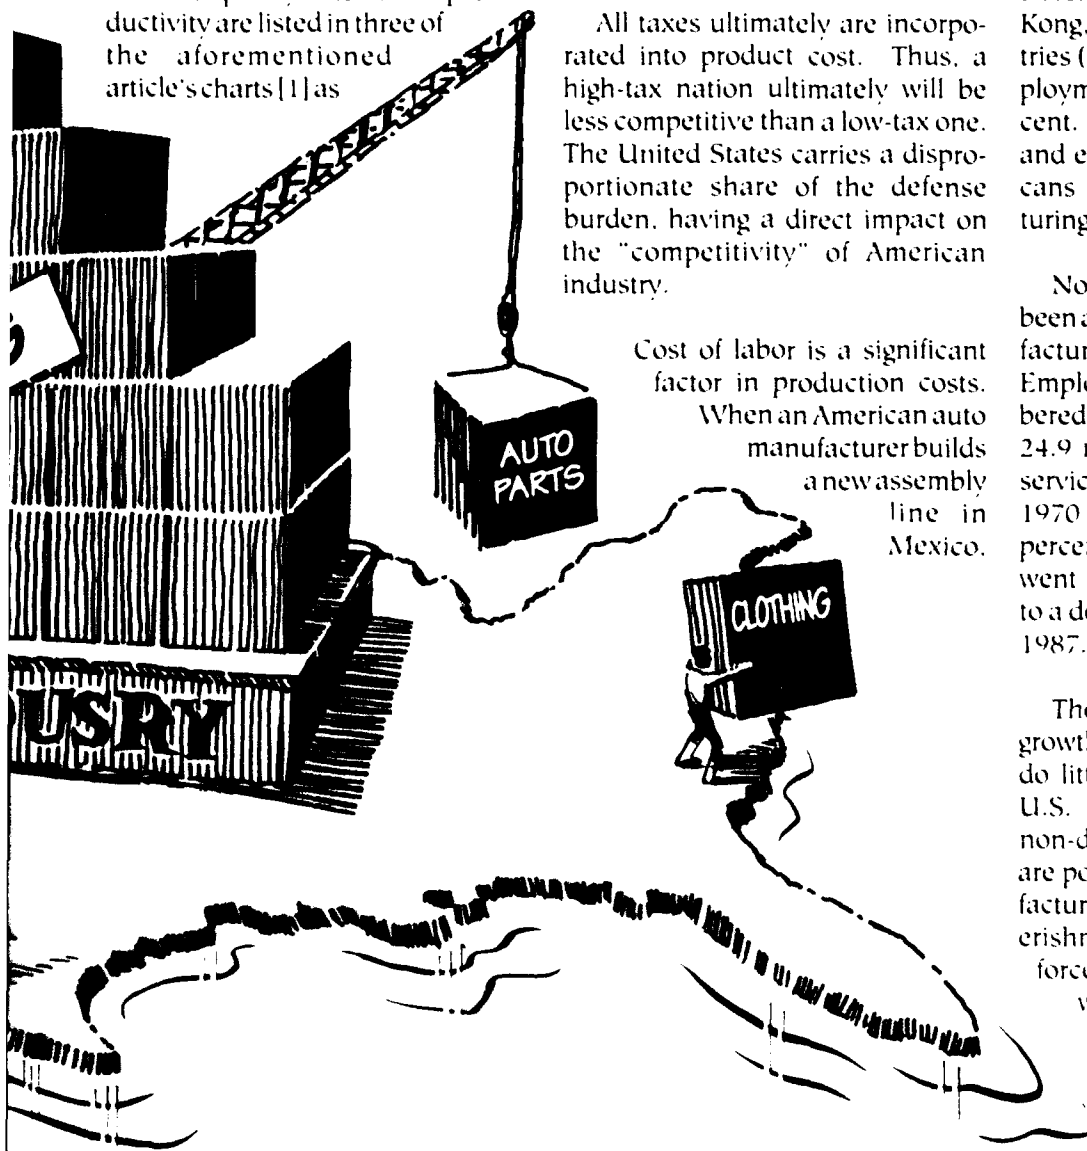 ductivity are listed in three of
the aforementioned
article's charts [1] as
All taxes ultimately are incorpo-
rated into product cost. Thus, a
high-tax nation ultimately will be
less competitive than a low-tax one.
The United States carries a dispro-
portionate share of the defense
burden, having a direct impact on
the "competitivity" of American
industry.
Cost of labor is a significant
factor in production costs.
When an American auto
manufacturer builds
a new assembly
line in
Mexico,
AUTO
PARTS
CLOTHING
USRY
Kong,
tries (
ploym
cent.
and e
cans
turing
No
been a
factur
Emplo
bered
24.9
servic
1970
perce
went
to a d
1987.
The
growt
do lit
U.S.
non-d
are po
factur
erishm
force
w